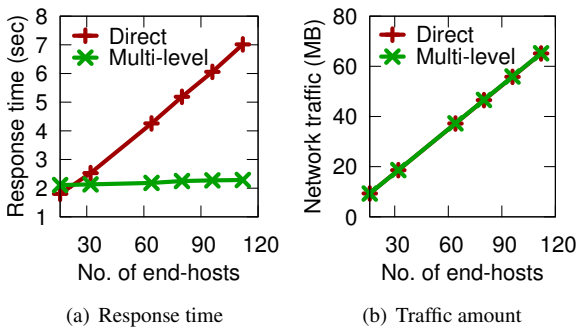 Response time (sec)
8
7
6
5
4
3
2
1
Direct
Multi-level
30
60
90
120
No. of end-hosts
(a) Response time
Network traffic (MB)
80
60
40
20
0
Direct
Multi-level
30
60
90
120
No. of end-hosts
(b) Traffic amount